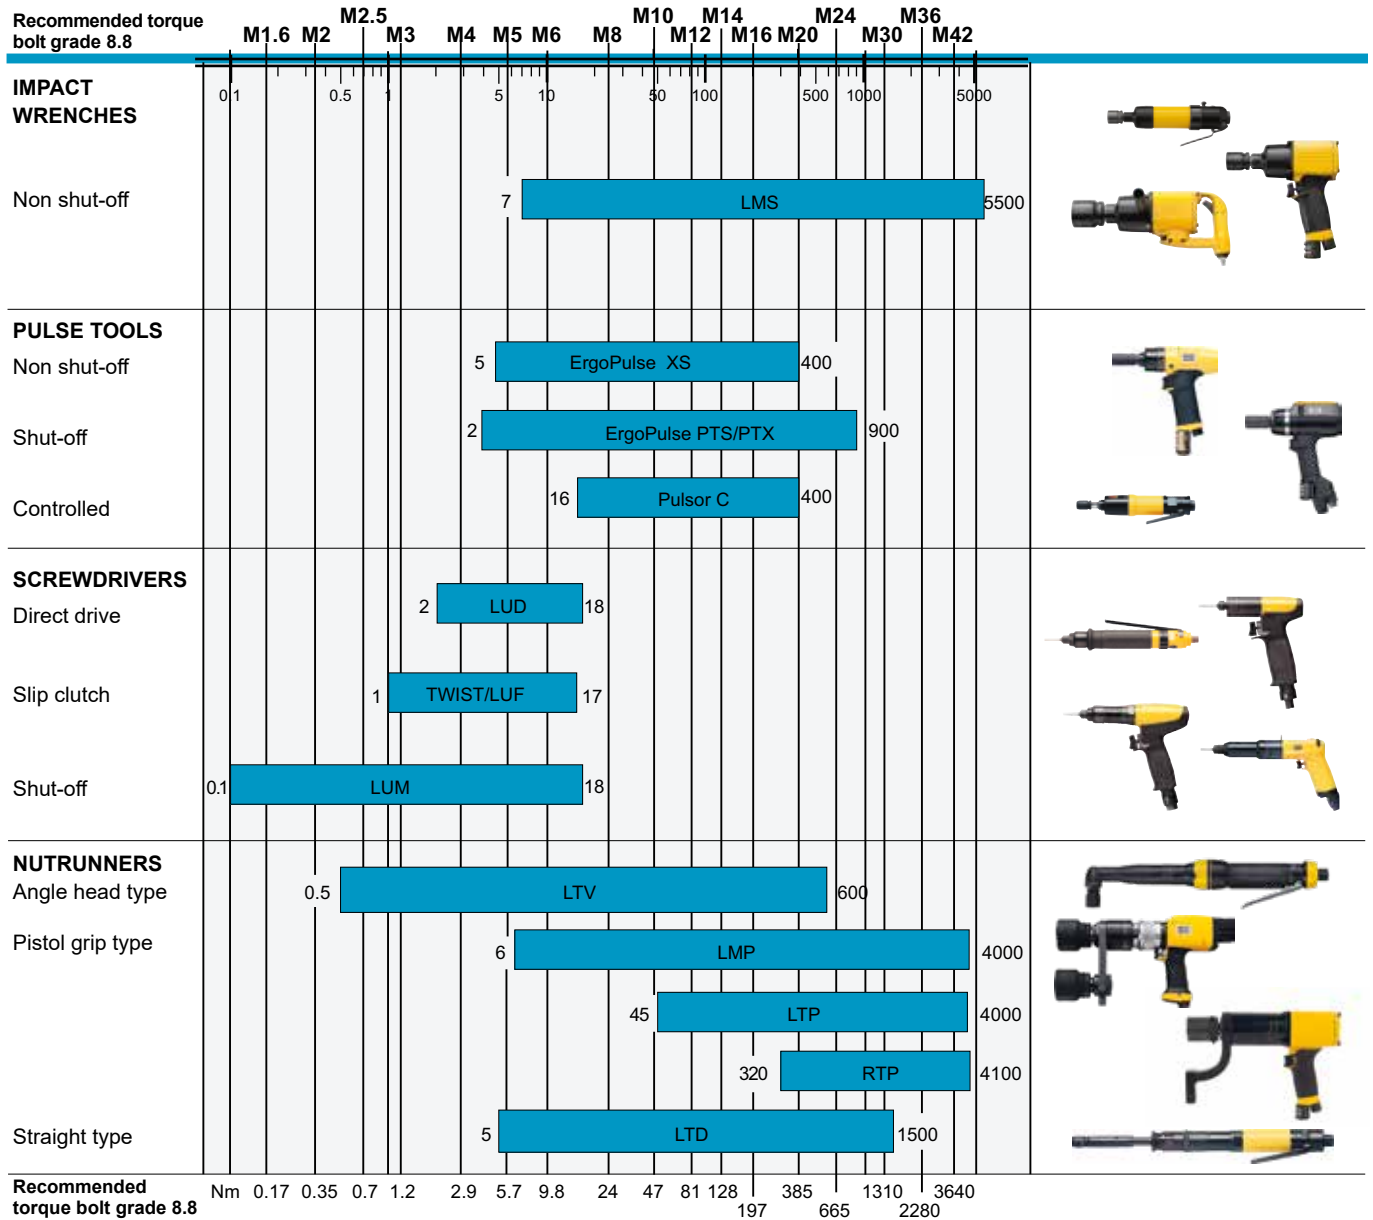 Recommended torque
bolt grade 8.8
M1.6 M2 M2.5 M3 M4 M5 M6 M8 M10 M12 M14 M16 M20 M24 M30 M36 M42
IMPACT
WRENCHES
0.1 0.5 1 5 10 50 100 500 1000 5000
Non shut-off 7 LMS 5500
PULSE TOOLS
Non shut-off 5 ErgoPulse XS 400
Shut-off 2 ErgoPulse PTS/PTX 900
Controlled 16 Pulsor C 400
SCREWDRIVERS
Direct drive 2 LUD 18
Slip clutch 1 TWIST/LUF 17
Shut-off 0.1 LUM 18
NUTRUNNERS
Angle head type 0.5 LTV 600
Pistol grip type 6 LMP 4000
45 LTP 4000
320 RTP 4100
Straight type 5 LTD 1500
Recommended
torque bolt grade 8.8
Nm 0.17 0.35 0.7 1.2 2.9 5.7 9.8 24 47 81 128 197 385 665 1310 2280 3640